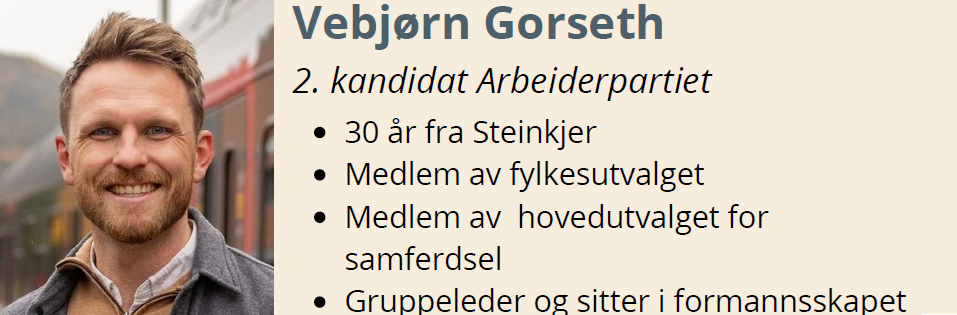 Vebjørn Gorseth
2. kandidat Arbeiderpartiet
• 30 år fra Steinkjer
• Medlem av fylkesutvalget
• Medlem av  hovedutvalget for
samferdsel
• Gruppeleder og sitter i formannsskapet